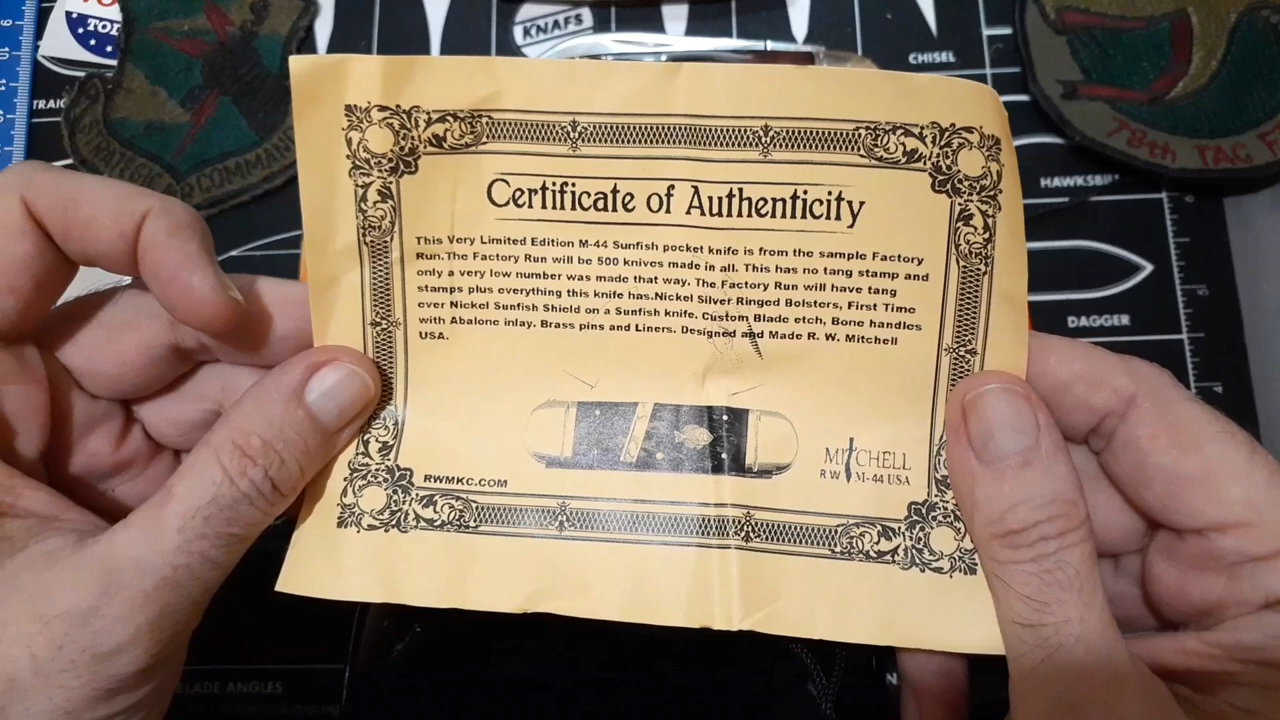 KNAFS
CHISEL
HAWKSBILL
DAGGER
78th TAC F
Certificate of Authenticity
This Very Limited Edition M-44 Sunfish pocket knife is from the sample Factory
Run.The Factory Run will be 500 knives made in all. This has no tang stamp and
only a very low number was made that way. The Factory Run will have tang
stamps plus everything this knife has.Nickel Silver Ringed Bolsters, First Time
ever Nickel Sunfish Shield on a Sunfish knife. Custom Blade etch, Bone handles
with Abalone inlay. Brass pins and Liners. Designed and Made R. W. Mitchell
USA.
RWMKC.COM
MITCHELL
RW M-44 USA
BLADE ANGLES